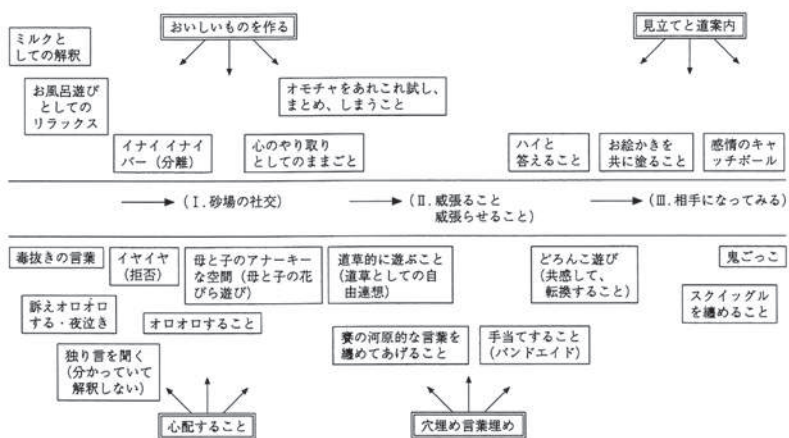 ミルクと
しての解釈
おいしいものを作る
見立てと道案内
お風呂遊び
としての
リラックス
オモチャをあれこれ試し、
まとめ、しまうこと
イナイ イナイ
バー（分離）
心のやり取り
としてのままごと
ハイと
答えること
お絵かきを
共に塗ること
感情のキャ
ッチボール
（Ⅰ. 砂場の社交）
（Ⅱ. 威張ること
威張らせること）
（Ⅲ. 相手になってみる）
毒抜きの言葉
イヤイヤ
（拒否）
母と子のアナーキー
な空間（母と子の花
びら遊び）
道草的に遊ぶこと
（道草としての自
由連想）
どろんこ遊び
（共感して、
転換すること）
鬼ごっこ
訴えオロオロ
する・夜泣き
オロオロすること
スクイッグル
を纏めること
独り言を聞く
（分かっていて
解釈しない）
賽の河原的な言葉を
纏めてあげること
手当てすること
（バンドエイド）
心配すること
穴埋め言葉埋め